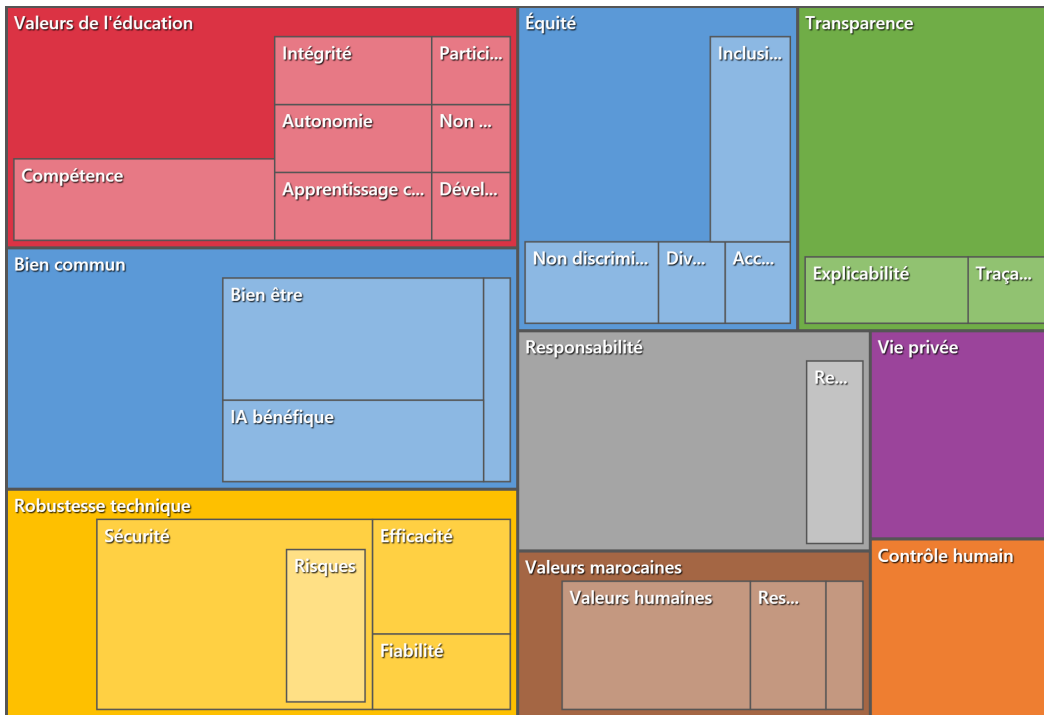 Valeurs de l'éducation
Intégrité
Partici...
Autonomie
Non ...
Compétence
Apprentissage c...
Dével...
Équité
Inclusi...
Non discrimi...
Div...
Acc...
Transparence
Explicabilité
Traça...
Bien commun
Bien être
IA bénéfique
Responsabilité
Re...
Vie privée
Robustesse technique
Sécurité
Risques
Efficacité
Fiabilité
Valeurs marocaines
Valeurs humaines
Res...
Contrôle humain